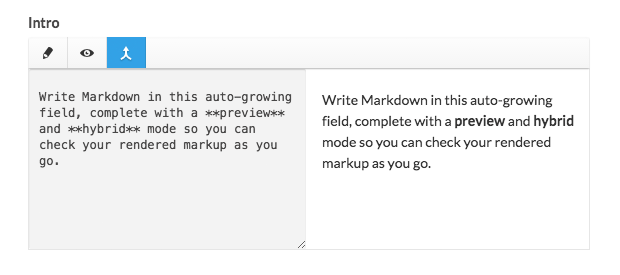 Intro
Write Markdown in this auto-growing
field, complete with a **preview**
and **hybrid** mode so you can
check your rendered markup as you
go.
Write Markdown in this auto-growing
field, complete with a preview and hybrid
mode so you can check your rendered
markup as you go.